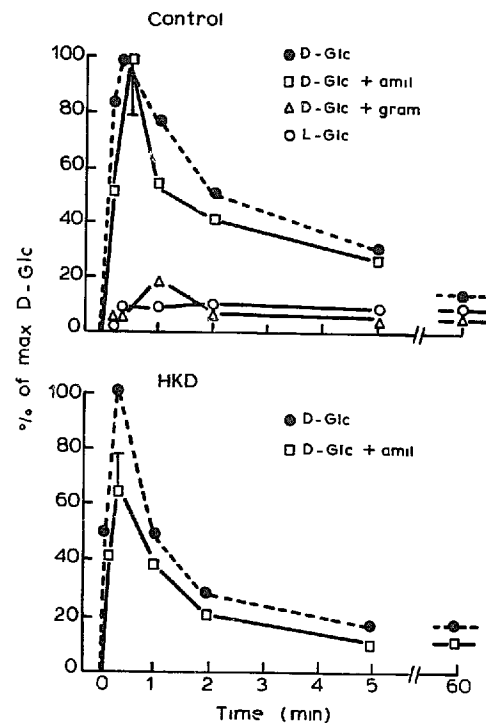 Control
D-Glc
D-Glc + amil
D-Glc + gram
L-Glc
100
80
60
40
20
0
% of max D-Glc
HKD
D-Glc
D-Glc + amil
100
80
60
40
20
0
0 1 2 3 4 5 60
Time (min)